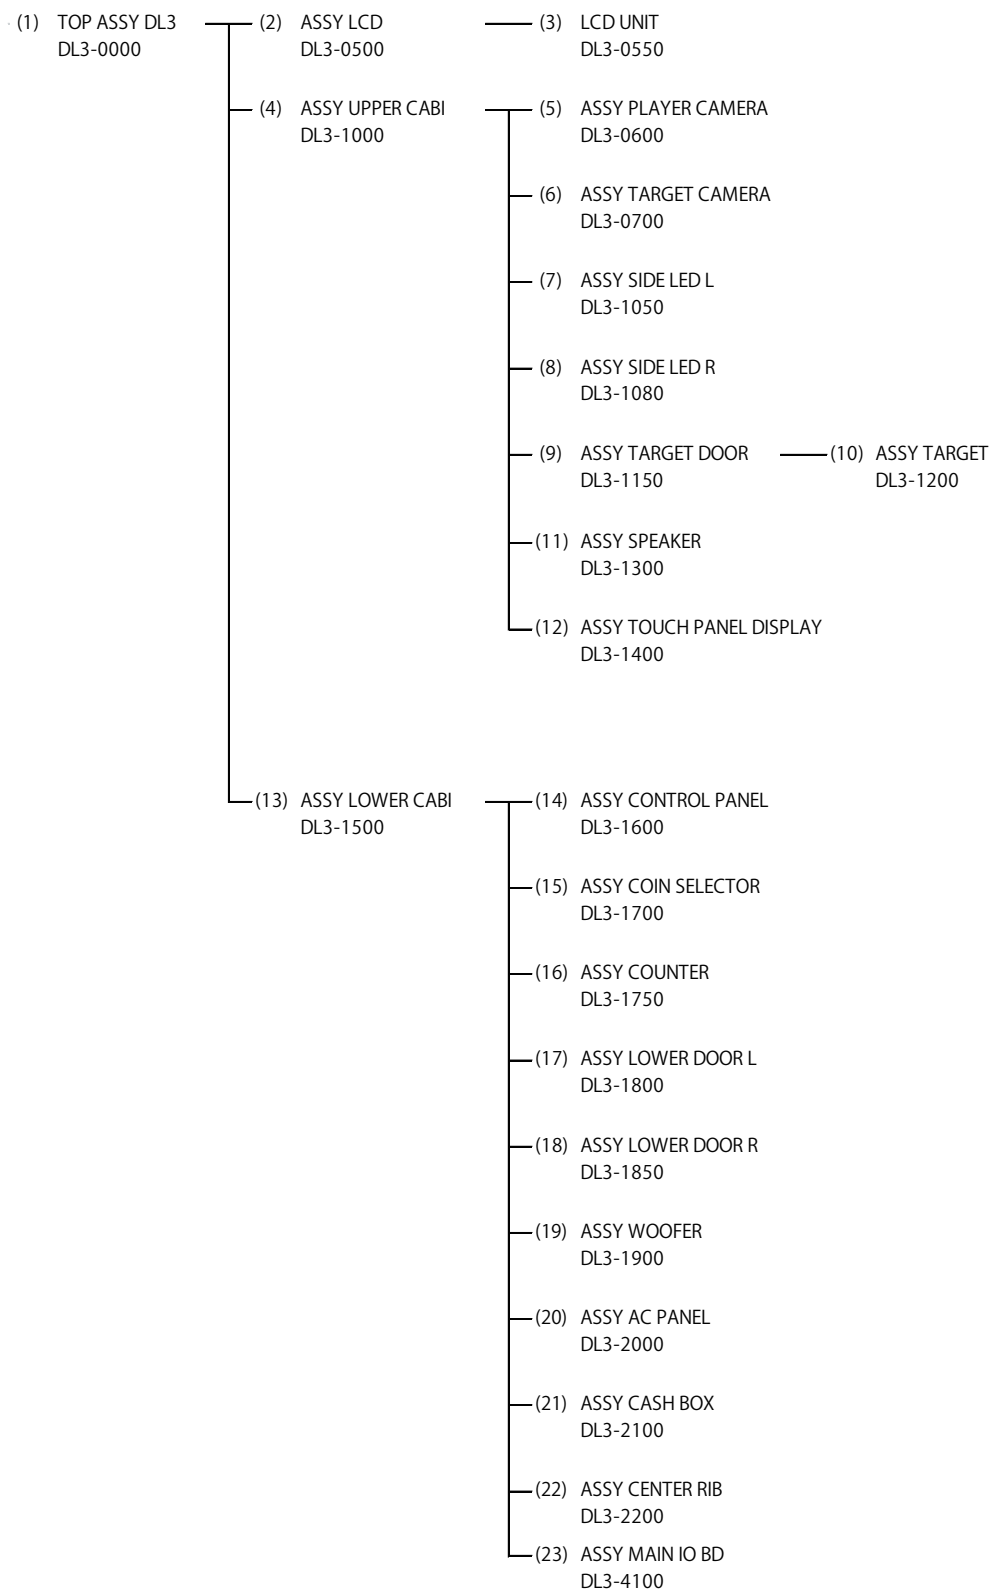 (1) TOP ASSY DL3
DL3-0000
(2) ASSY LCD
DL3-0500
(3) LCD UNIT
DL3-0550
(4) ASSY UPPER CABI
DL3-1000
(5) ASSY PLAYER CAMERA
DL3-0600
(6) ASSY TARGET CAMERA
DL3-0700
(7) ASSY SIDE LED L
DL3-1050
(8) ASSY SIDE LED R
DL3-1080
(9) ASSY TARGET DOOR
DL3-1150
(10) ASSY TARGET
DL3-1200
(11) ASSY SPEAKER
DL3-1300
(12) ASSY TOUCH PANEL DISPLAY
DL3-1400
(13) ASSY LOWER CABI
DL3-1500
(14) ASSY CONTROL PANEL
DL3-1600
(15) ASSY COIN SELECTOR
DL3-1700
(16) ASSY COUNTER
DL3-1750
(17) ASSY LOWER DOOR L
DL3-1800
(18) ASSY LOWER DOOR R
DL3-1850
(19) ASSY WOOFER
DL3-1900
(20) ASSY AC PANEL
DL3-2000
(21) ASSY CASH BOX
DL3-2100
(22) ASSY CENTER RIB
DL3-2200
(23) ASSY MAIN IO BD
DL3-4100